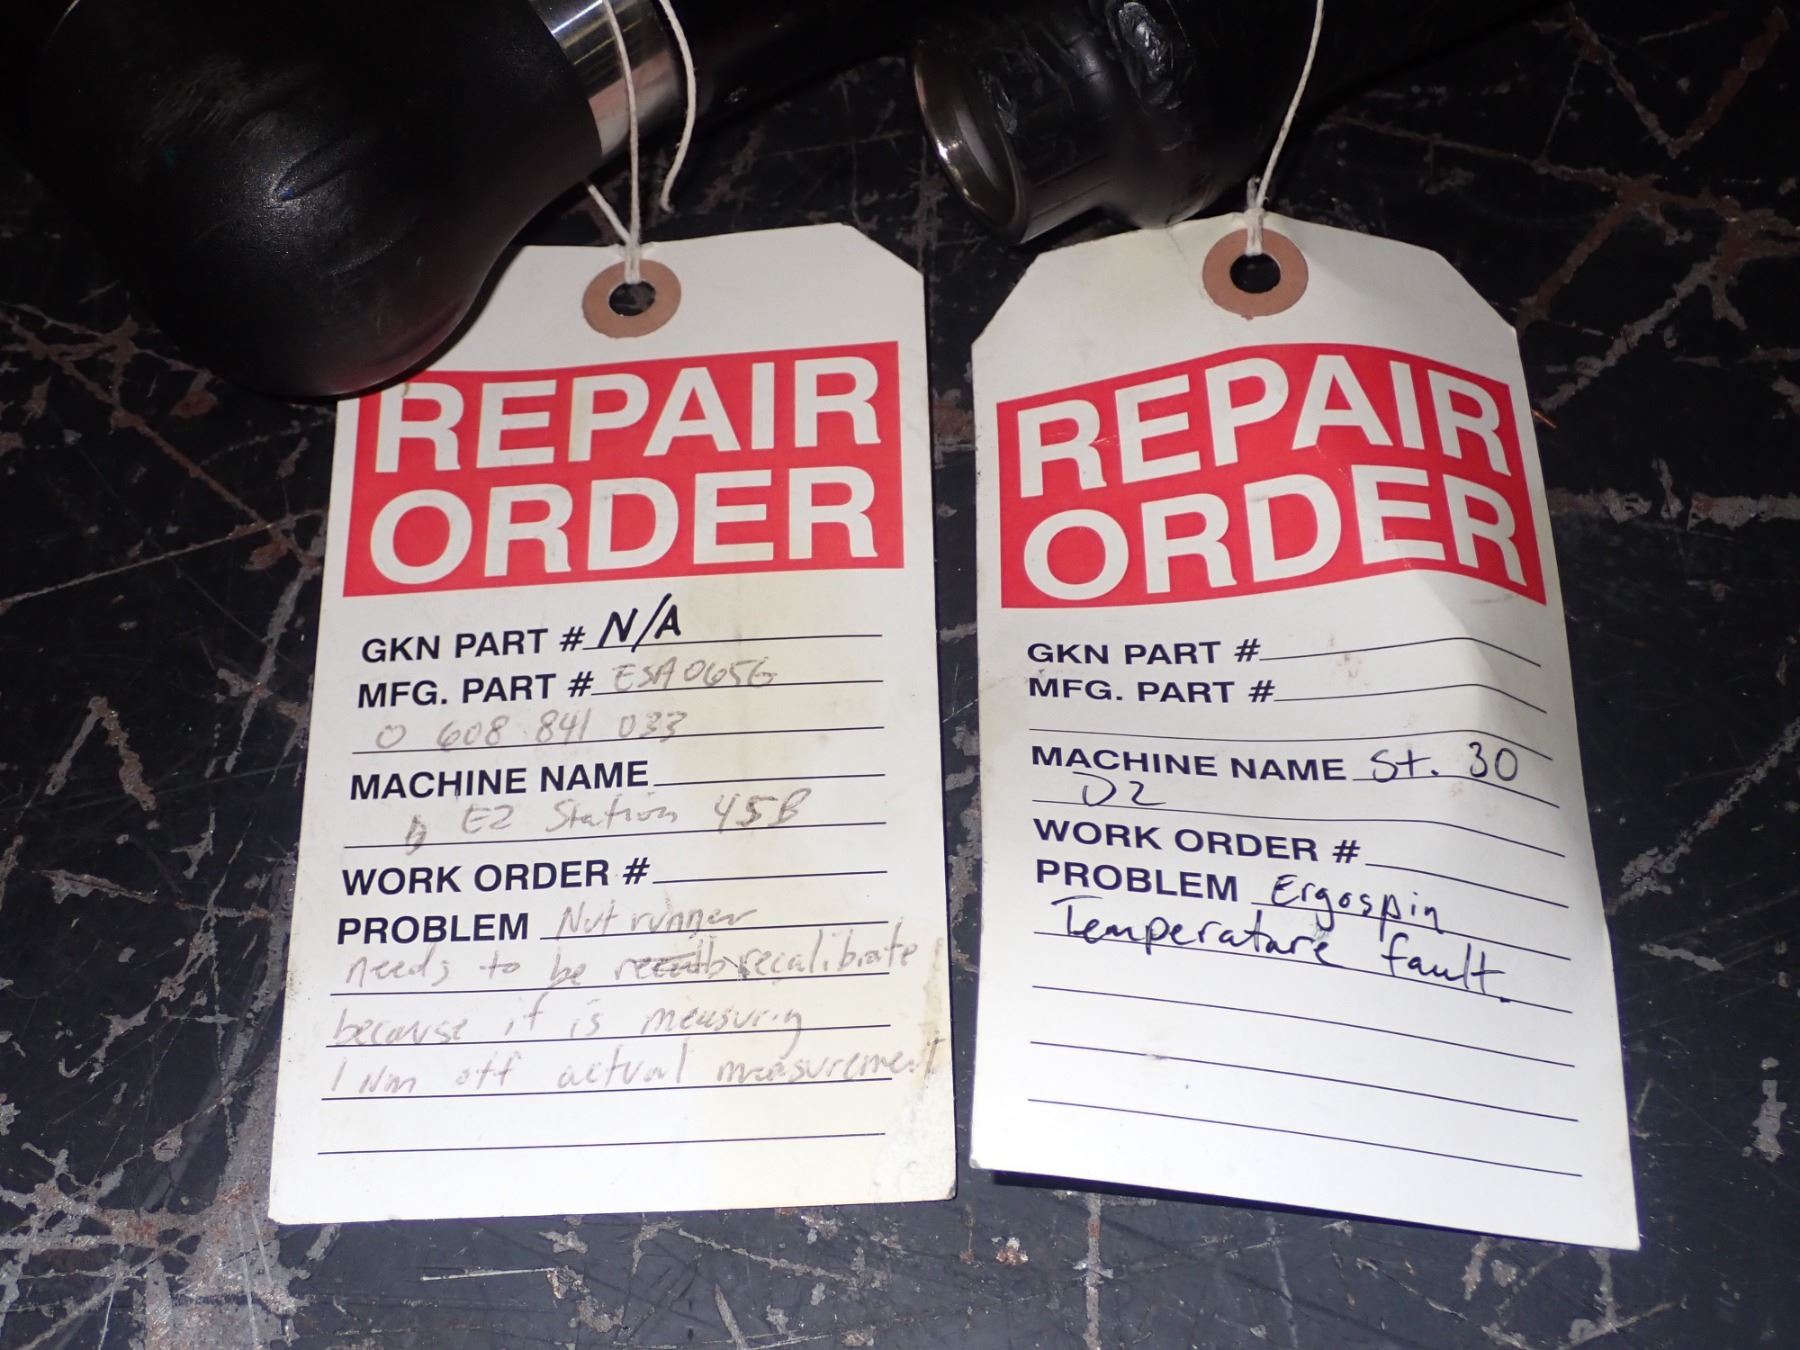 REPAIR
ORDER
GKN PART # N/A
MFG. PART # ESA065G
0 608 841 033
MACHINE NAME
E2 Station 45B
WORK ORDER #
PROBLEM Nut runner
needs to be recalibrate
because it is measuring
1 Nm off actual measurement
REPAIR
ORDER
GKN PART #
MFG. PART #
MACHINE NAME St. 30
D2
WORK ORDER #
PROBLEM Ergospin
Temperature fault.